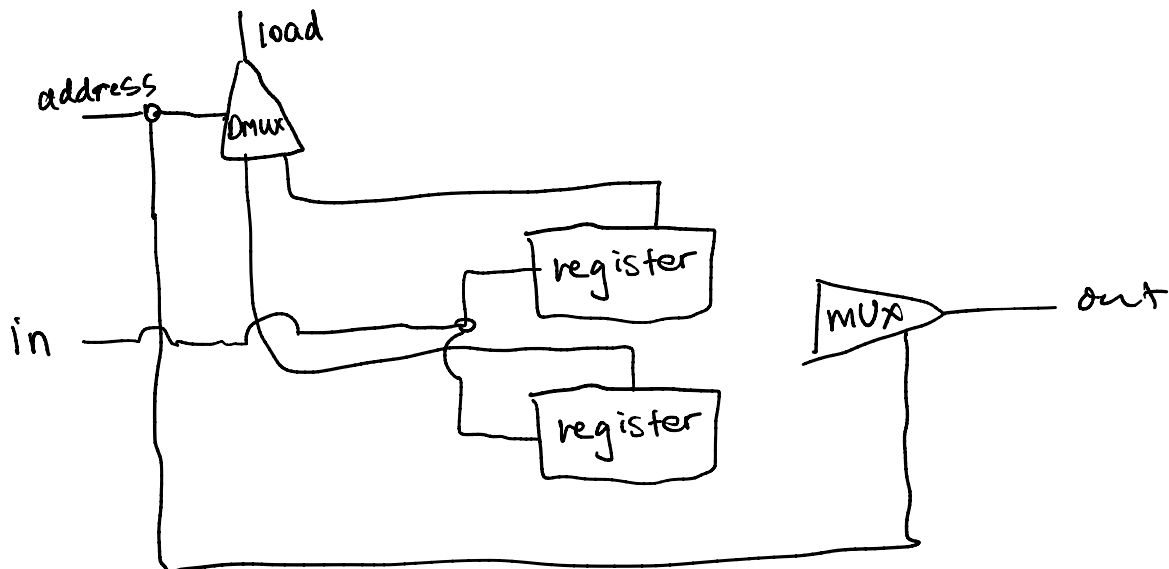 load
address
Dmux
register
in
mux
out
register